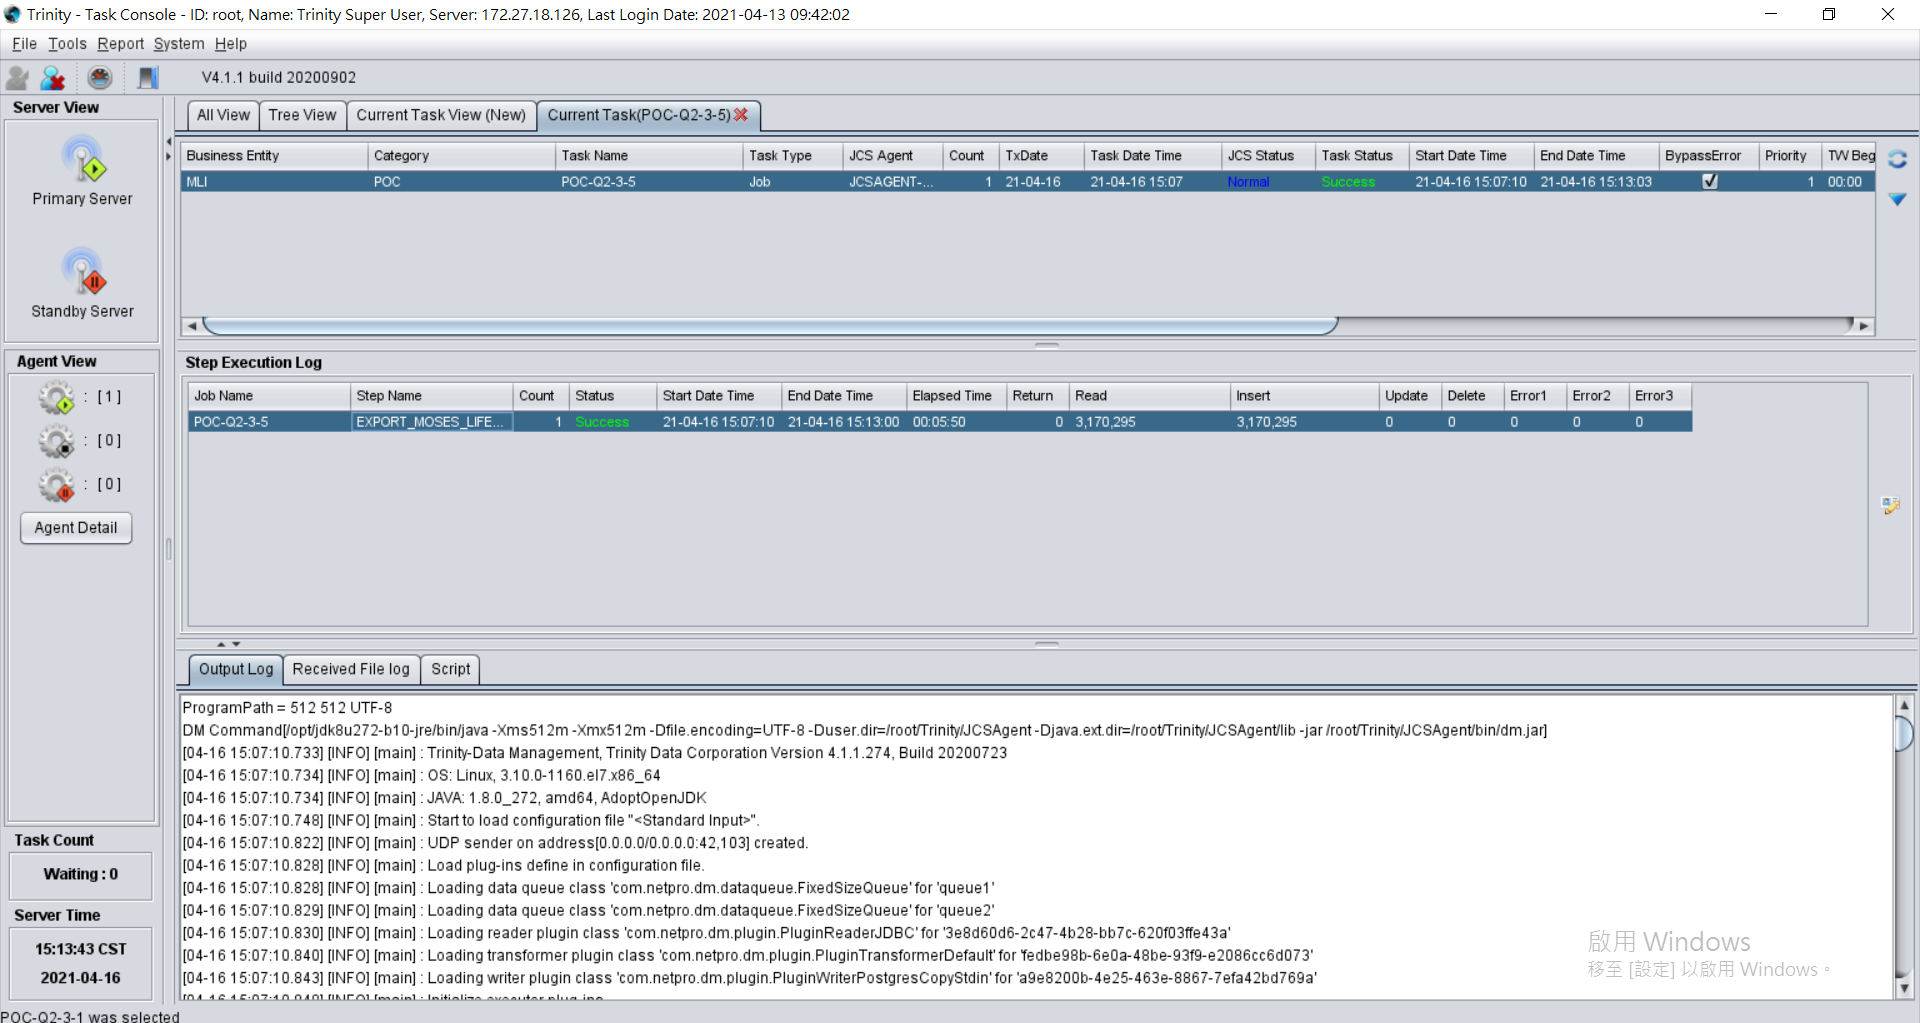 Trinity - Task Console - ID: root, Name: Trinity Super User, Server: 172.27.18.126, Last Login Date: 2021-04-13 09:42:02
File Tools Report System Help
V4.1.1 build 20200902
Server View
Primary Server
Standby Server
Agent View
: [ 1 ]
: [ 0 ]
: [ 0 ]
Agent Detail
Task Count
Waiting : 0
Server Time
15:13:43 CST
2021-04-16
All View Tree View Current Task View (New) Current Task(POC-Q2-3-5)
Business Entity Category Task Name Task Type JCS Agent Count TxDate Task Date Time JCS Status Task Status Start Date Time End Date Time BypassError Priority TW Beg
MLI POC POC-Q2-3-5 Job JCSAGENT-... 1 21-04-16 21-04-16 15:07 Normal Success 21-04-16 15:07:10 21-04-16 15:13:03 1 00:00
Step Execution Log
Job Name Step Name Count Status Start Date Time End Date Time Elapsed Time Return Read Insert Update Delete Error1 Error2 Error3
POC-Q2-3-5 EXPORT_MOSES_LIFE... 1 Success 21-04-16 15:07:10 21-04-16 15:13:00 00:05:50 0 3,170,295 3,170,295 0 0 0 0 0
Output Log Received File log Script
ProgramPath = 512 512 UTF-8
DM Command[/opt/jdk8u272-b10-jre/bin/java -Xms512m -Xmx512m -Dfile.encoding=UTF-8 -Duser.dir=/root/Trinity/JCSAgent -Djava.ext.dir=/root/Trinity/JCSAgent/lib -jar /root/Trinity/JCSAgent/bin/dm.jar]
[04-16 15:07:10.733] [INFO] [main] : Trinity-Data Management, Trinity Data Corporation Version 4.1.1.274, Build 20200723
[04-16 15:07:10.734] [INFO] [main] : OS: Linux, 3.10.0-1160.el7.x86_64
[04-16 15:07:10.734] [INFO] [main] : JAVA: 1.8.0_272, amd64, AdoptOpenJDK
[04-16 15:07:10.748] [INFO] [main] : Start to load configuration file "<Standard Input>".
[04-16 15:07:10.822] [INFO] [main] : UDP sender on address[0.0.0.0/0.0.0.0:42,103] created.
[04-16 15:07:10.828] [INFO] [main] : Load plug-ins define in configuration file.
[04-16 15:07:10.828] [INFO] [main] : Loading data queue class 'com.netpro.dm.dataqueue.FixedSizeQueue' for 'queue1'
[04-16 15:07:10.829] [INFO] [main] : Loading data queue class 'com.netpro.dm.dataqueue.FixedSizeQueue' for 'queue2'
[04-16 15:07:10.830] [INFO] [main] : Loading reader plugin class 'com.netpro.dm.plugin.PluginReaderJDBC' for '3e8d60d6-2c47-4b28-bb7c-620f03ffe43a'
[04-16 15:07:10.840] [INFO] [main] : Loading transformer plugin class 'com.netpro.dm.plugin.PluginTransformerDefault' for 'fedbe98b-6e0a-48be-93f9-e2086cc6d073'
[04-16 15:07:10.843] [INFO] [main] : Loading writer plugin class 'com.netpro.dm.plugin.PluginWriterPostgresCopyStdin' for 'a9e8200b-4e25-463e-8867-7efa42bd769a'
啟用 Windows
移至 [設定] 以啟用 Windows。
POC-Q2-3-1 was selected